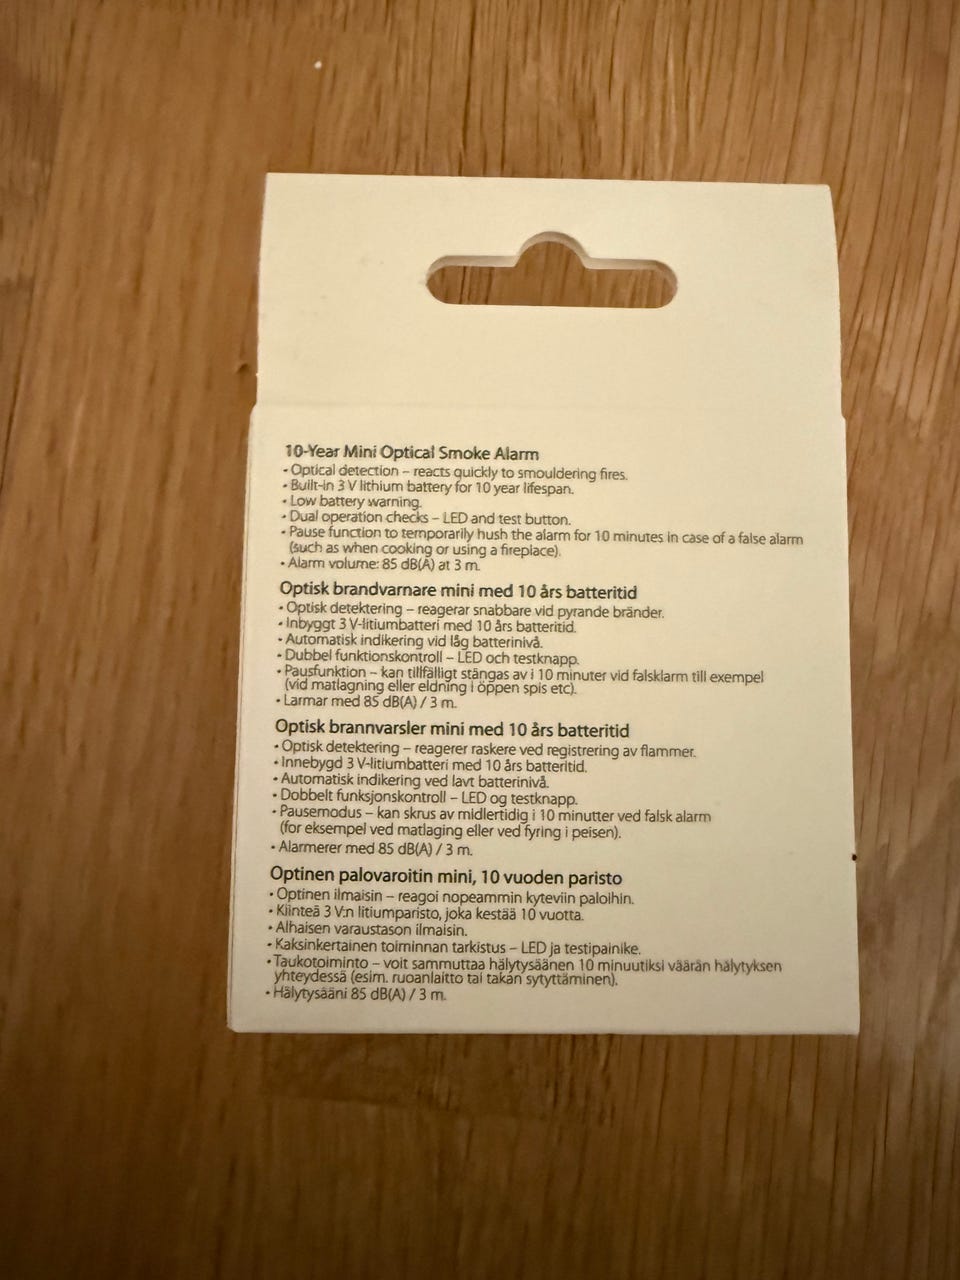 10-Year Mini Optical Smoke Alarm
• Optical detection – reacts quickly to smouldering fires.
• Built-in 3 V lithium battery for 10 year lifespan.
• Low battery warning.
• Dual operation checks – LED and test button.
• Pause function to temporarily hush the alarm for 10 minutes in case of a false alarm
(such as when cooking or using a fireplace).
• Alarm volume: 85 dB(A) at 3 m.
Optisk brandvarnare mini med 10 års batteritid
• Optisk detektering – reagerar snabbare vid pyrande bränder.
• Inbyggt 3 V-litiumbatteri med 10 års batteritid.
• Automatisk indikering vid låg batterinivå.
• Dubbel funktionskontroll – LED och testknapp.
• Pausfunktion – kan tillfälligt stängas av i 10 minuter vid falsklarm till exempel
(vid matlagning eller eldning i öppen spis etc).
• Larmar med 85 dB(A) / 3 m.
Optisk brannvarsler mini med 10 års batteritid
• Optisk detektering – reagerer raskere ved registrering av flammer.
• Innebygd 3 V-litiumbatteri med 10 års batteritid.
• Automatisk indikering ved lavt batterinivå.
• Dobbelt funksjonskontroll – LED og testknapp.
• Pausemodus – kan skrus av midlertidig i 10 minutter ved falsk alarm
(for eksempel ved matlaging eller ved fyring i peisen).
• Alarmerer med 85 dB(A) / 3 m.
Optinen palovaroitin mini, 10 vuoden paristo
• Optinen ilmaisin – reagoi nopeammin kyteviin paloihin.
• Kiinteä 3 V:n litiumparisto, joka kestää 10 vuotta.
• Alhaisen varaustason ilmaisin.
• Kaksinkertainen toiminnan tarkistus – LED ja testipainike.
• Taukotoiminto – voit sammuttaa hälytysäänen 10 minuutiksi väärän hälytyksen
yhteydessä (esim. ruoanlaitto tai takan sytyttäminen).
• Hälytysääni 85 dB(A) / 3 m.